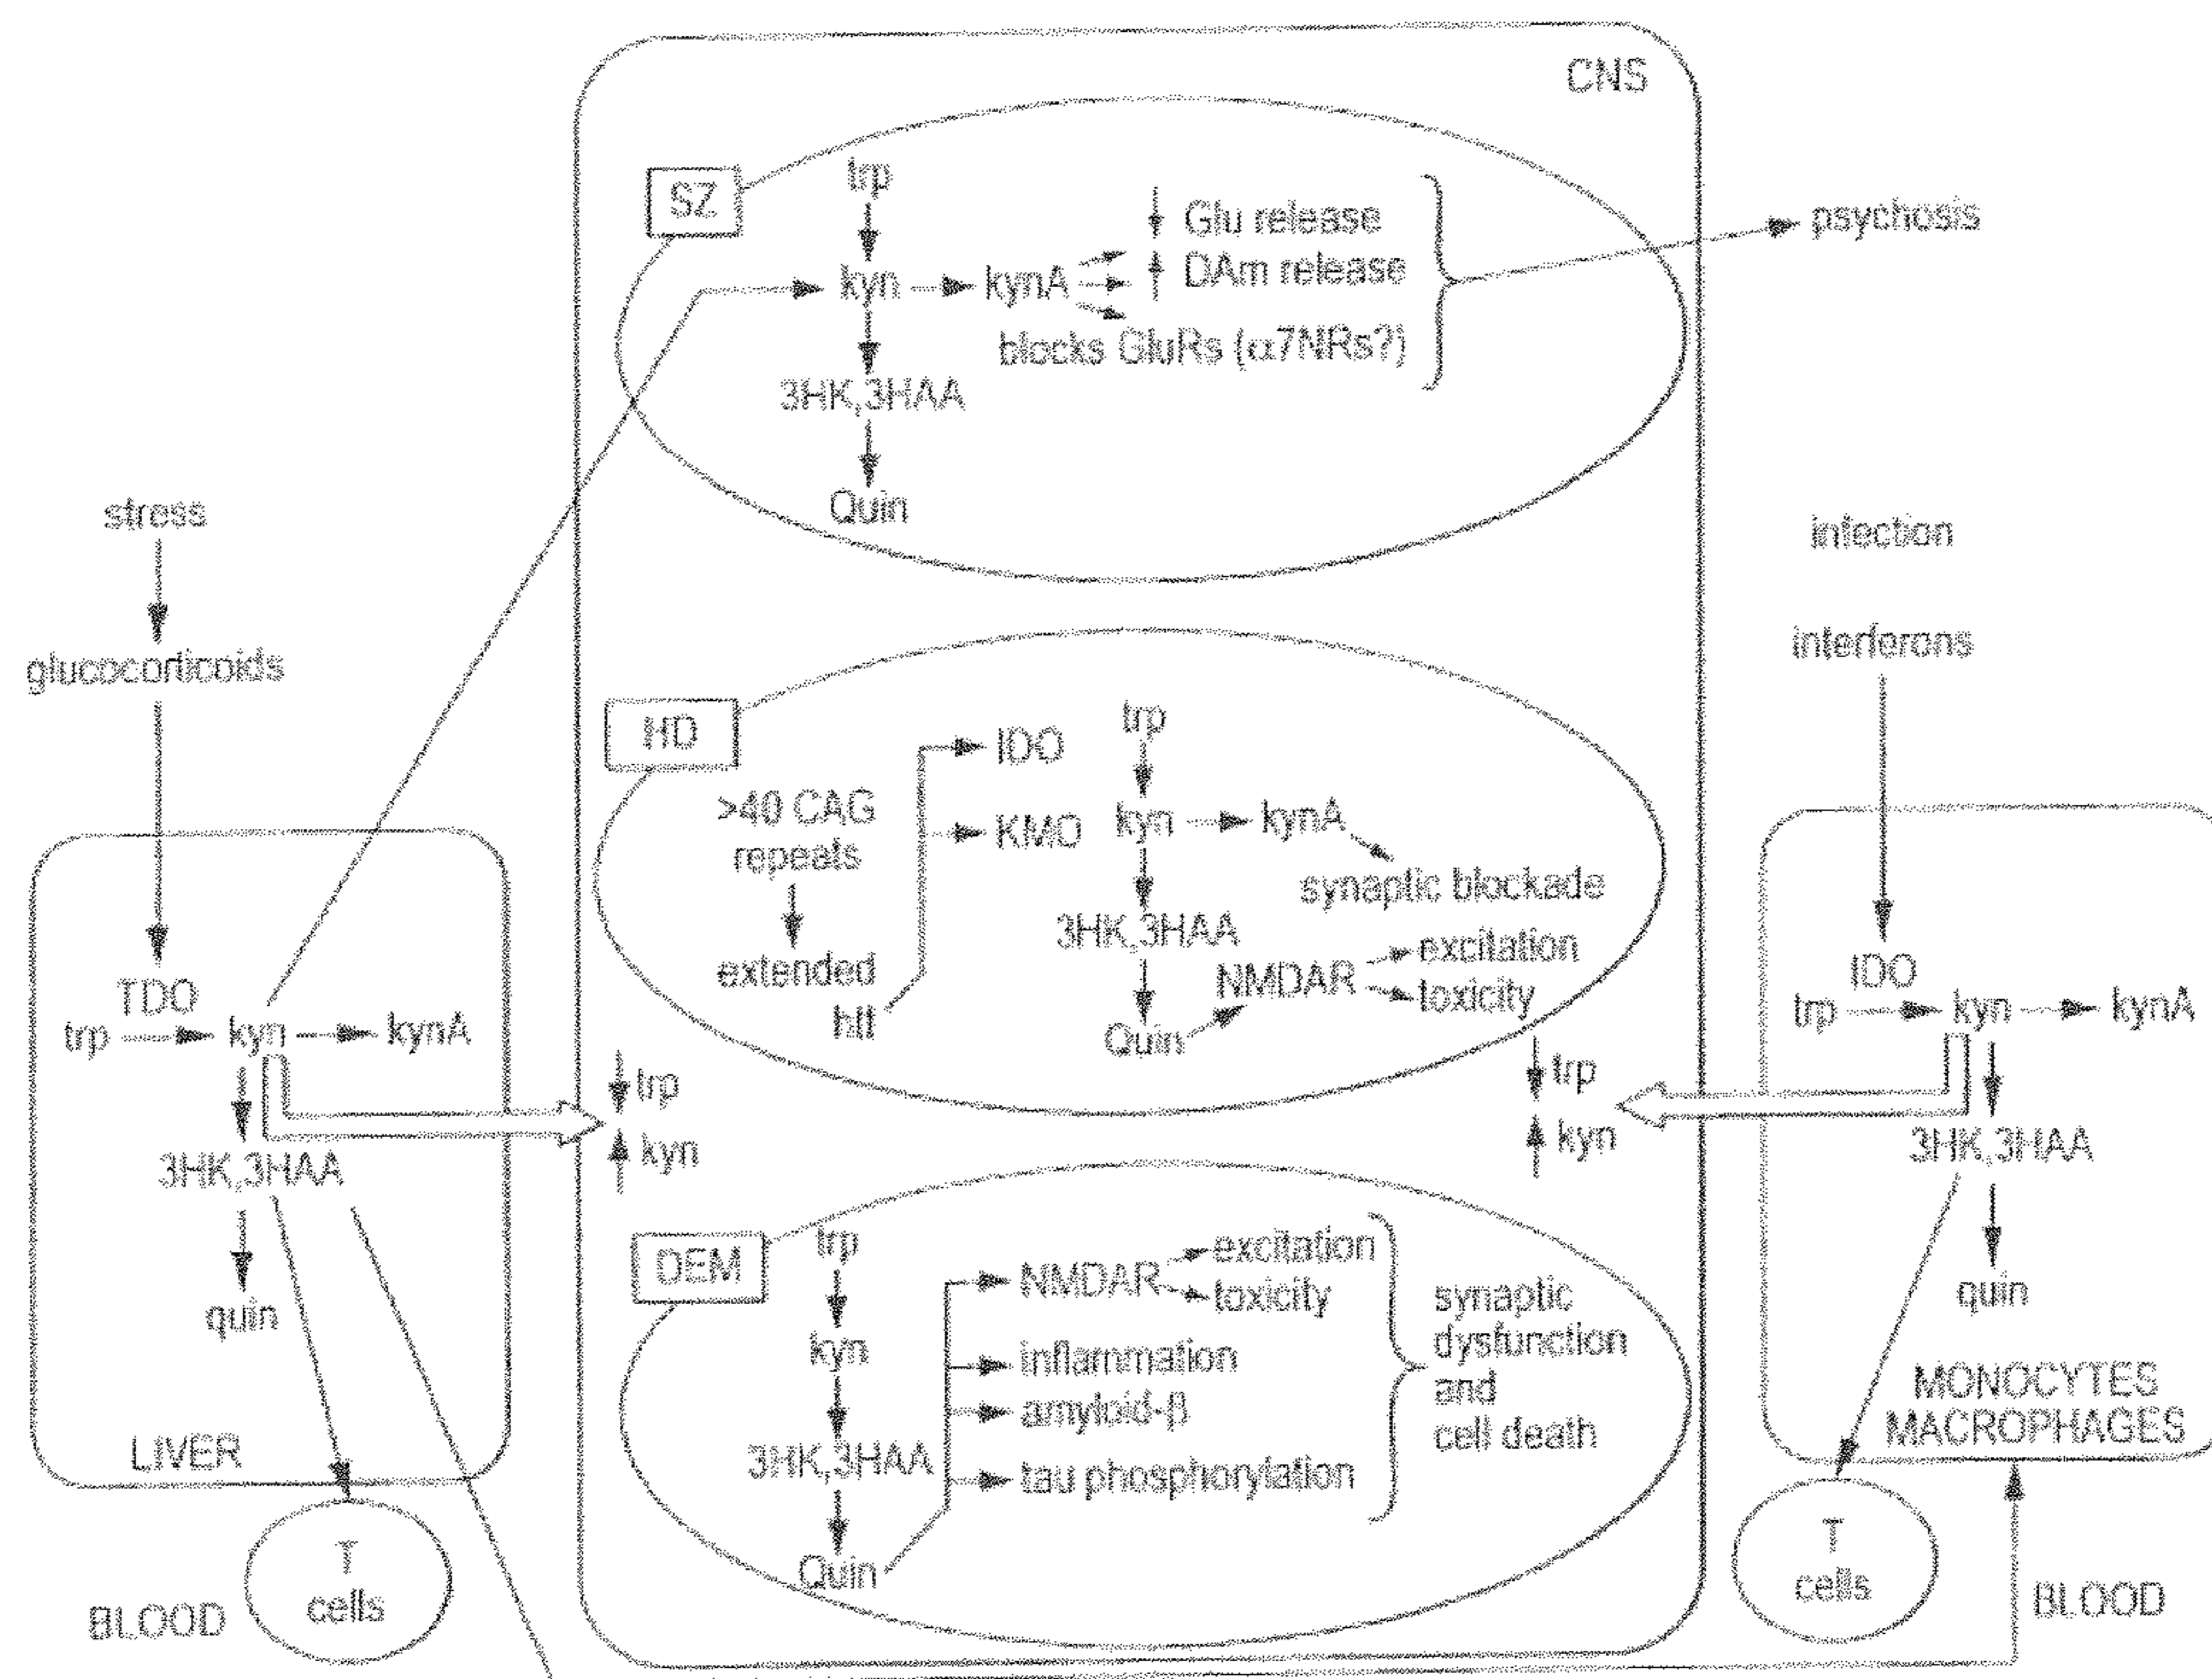 CNS
SZ
trp
kyn
kynA
Glu release
DAm release
blocks GluRs (α7NRs?)
3HK,3HAA
Quin
psychosis
stress
glucocorticoids
TDO
trp
kyn
kynA
3HK,3HAA
quin
LIVER
T
cells
BLOOD
HD
>40 CAG
repeats
extended
htt
IDO
KMO
trp
kyn
kynA
synaptic blockade
3HK,3HAA
Quin
NMDAR
excitation
toxicity
trp
kyn
trp
kyn
DEM
trp
kyn
3HK,3HAA
Quin
NMDAR
excitation
toxicity
inflammation
amyloid-β
tau phosphorylation
synaptic
dysfunction
and
cell death
infection
interferons
IDO
trp
kyn
kynA
3HK,3HAA
quin
MONOCYTES
MACROPHAGES
T
cells
BLOOD